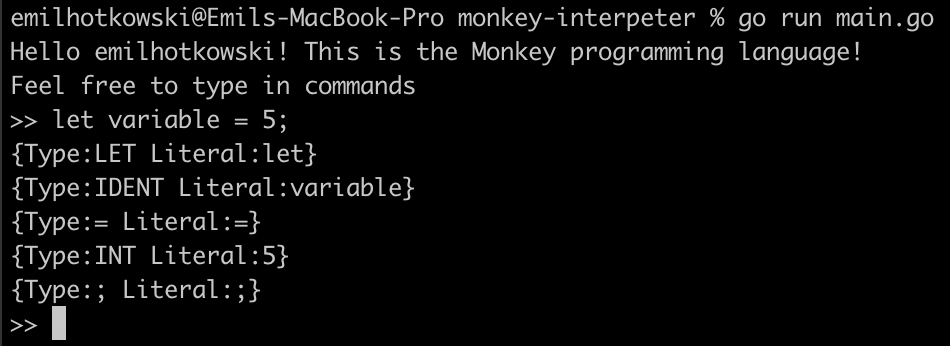 emilhotkowski@Emils-MacBook-Pro monkey-interpeter % go run main.go
Hello emilhotkowski! This is the Monkey programming language!
Feel free to type in commands
>> let variable = 5;
{Type:LET Literal:let}
{Type:IDENT Literal:variable}
{Type:= Literal:=}
{Type:INT Literal:5}
{Type:; Literal:;}
>>